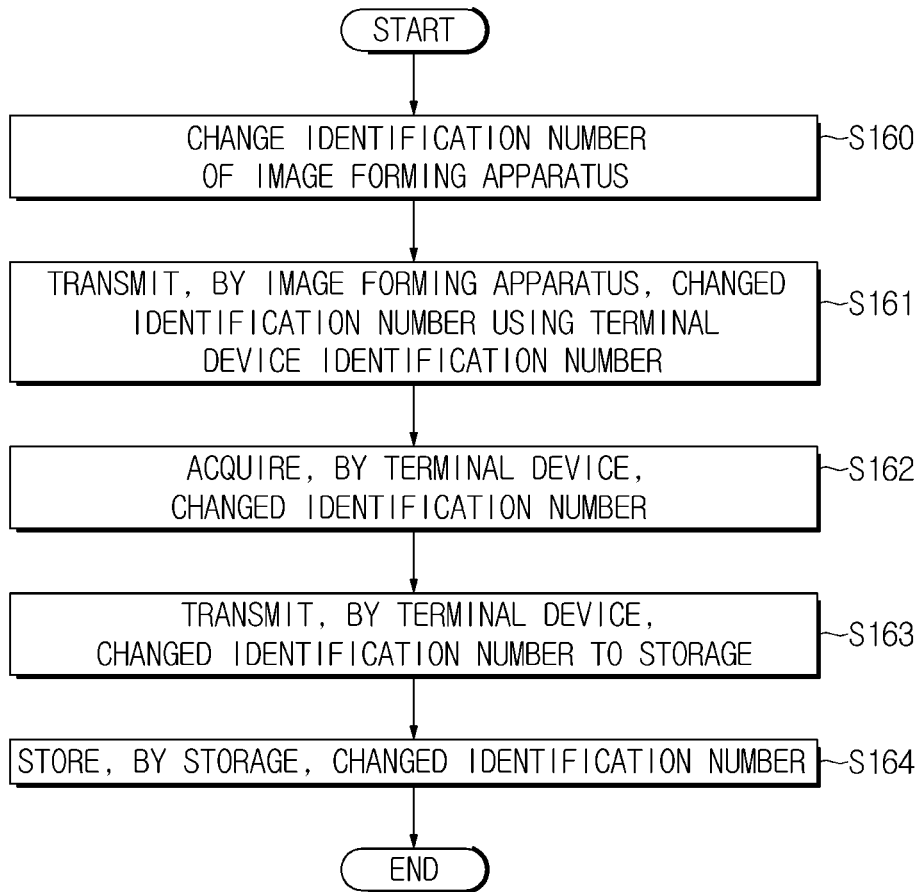 START
CHANGE IDENTIFICATION NUMBER
OF IMAGE FORMING APPARATUS
S160
TRANSMIT, BY IMAGE FORMING APPARATUS, CHANGED
IDENTIFICATION NUMBER USING TERMINAL
DEVICE IDENTIFICATION NUMBER
S161
ACQUIRE, BY TERMINAL DEVICE,
CHANGED IDENTIFICATION NUMBER
S162
TRANSMIT, BY TERMINAL DEVICE,
CHANGED IDENTIFICATION NUMBER TO STORAGE
S163
STORE, BY STORAGE, CHANGED IDENTIFICATION NUMBER
S164
END